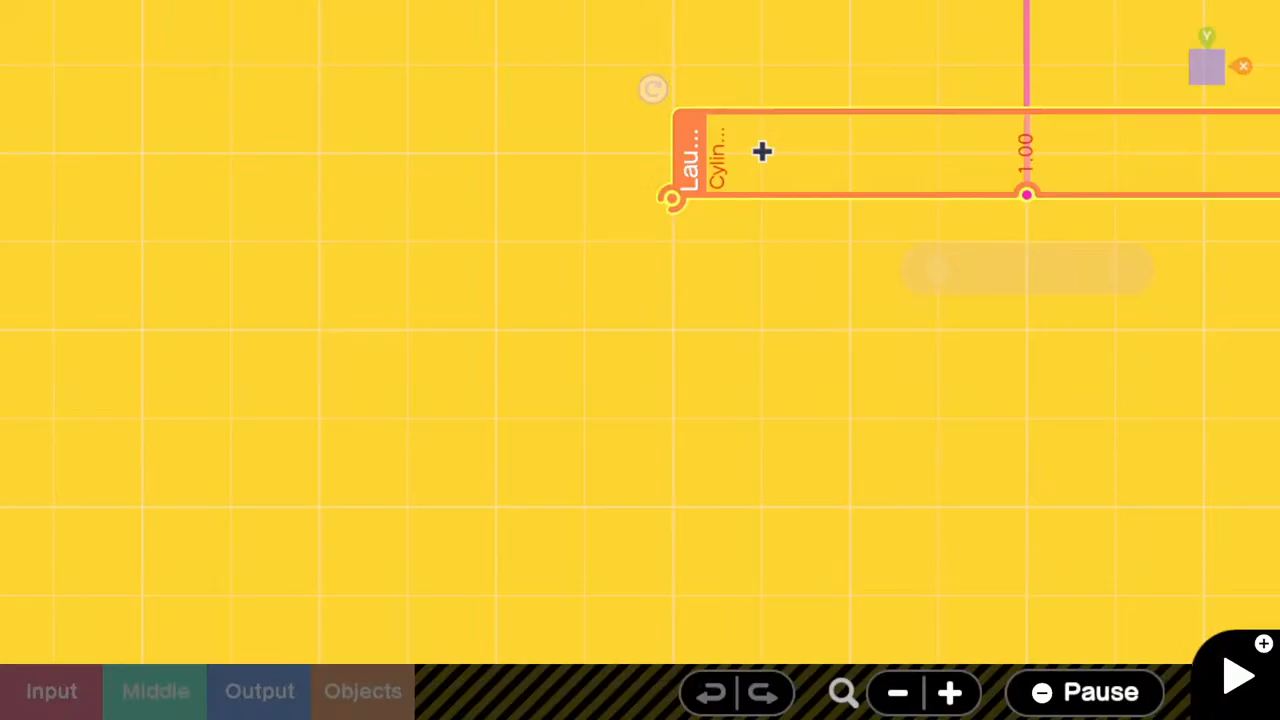 Y
X
Lau...
Cylin...
1.00
Input
Middle
Output
Objects
Pause